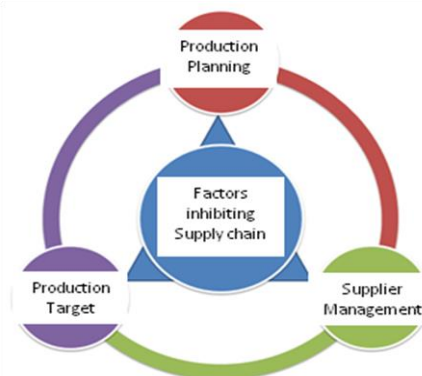 Production
Planning
Factors
inhibiting
Supply chain
Production
Target
Supplier
Management